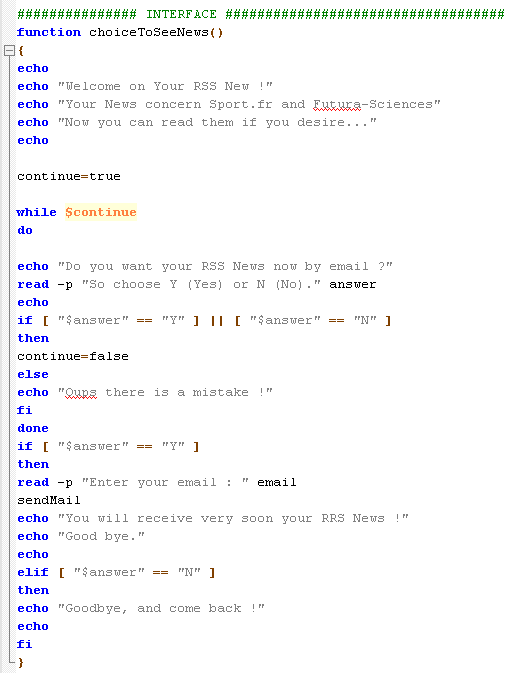 ############### INTERFACE ###################################
function choiceToSeeNews()
{
echo
echo "Welcome on Your RSS New !"
echo "Your News concern Sport.fr and Futura-Sciences"
echo "Now you can read them if you desire..."
echo
continue=true
while $continue
do
echo "Do you want your RSS News now by email ?"
read -p "So choose Y (Yes) or N (No)." answer
echo
if [ "$answer" == "Y" ] || [ "$answer" == "N" ]
then
continue=false
else
echo "Oups there is a mistake !"
fi
done
if [ "$answer" == "Y" ]
then
read -p "Enter your email : " email
sendMail
echo "You will receive very soon your RRS News !"
echo "Good bye."
echo
elif [ "$answer" == "N" ]
then
echo "Goodbye, and come back !"
echo
fi
}